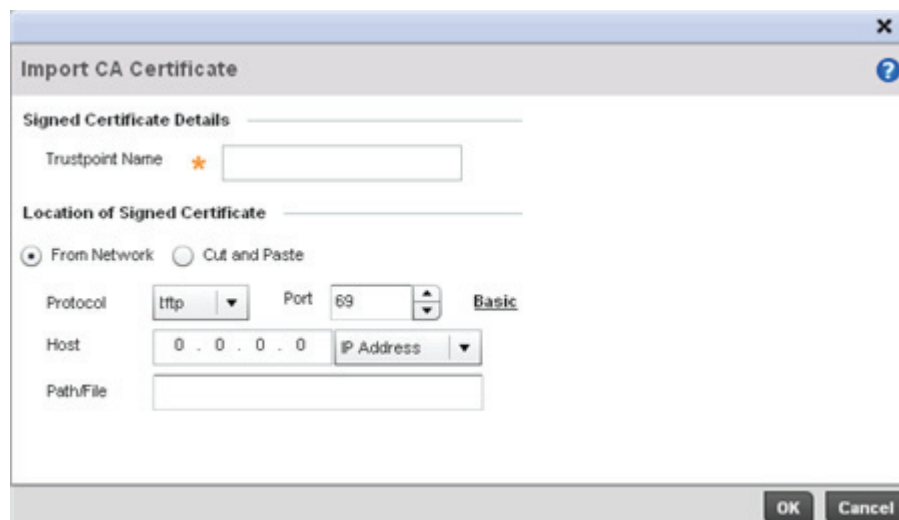 Import CA Certificate
Signed Certificate Details
Trustpoint Name *
Location of Signed Certificate
From Network Cut and Paste
Protocol tftp Port 69 Basic
Host 0 . 0 . 0 . 0 IP Address
Path/File
OK Cancel